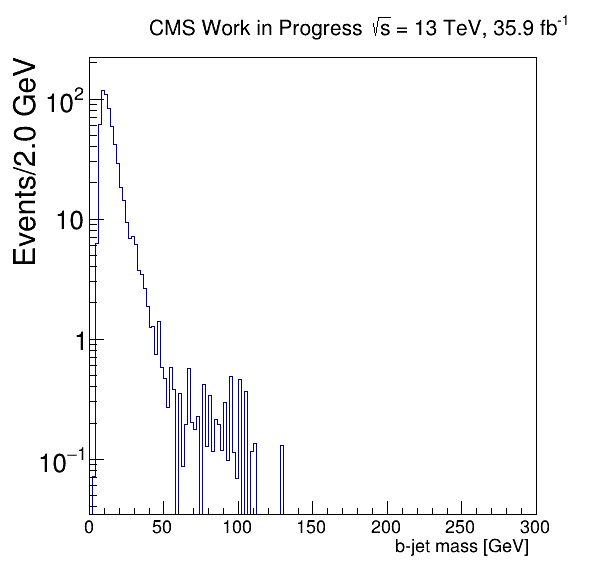 CMS Work in Progress √s = 13 TeV, 35.9 fb⁻¹
Events/2.0 GeV
10²
10
1
10⁻¹
0 50 100 150 200 250 300
b-jet mass [GeV]